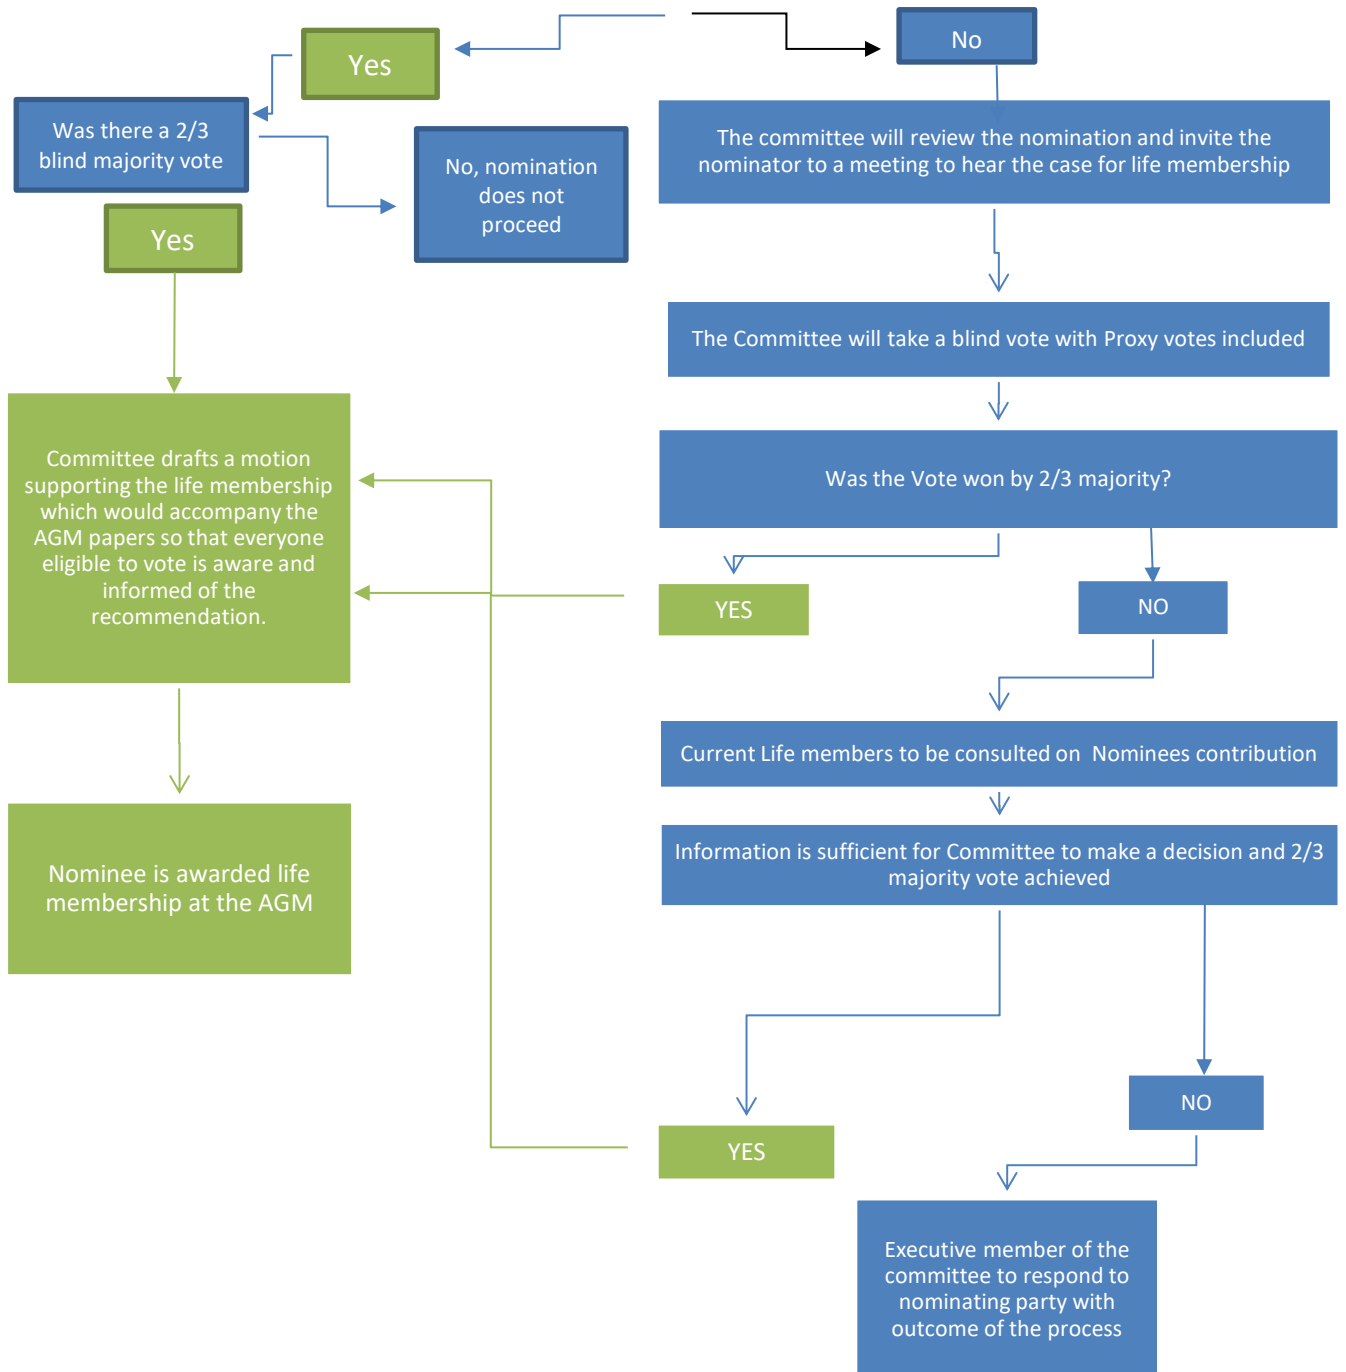 Yes
No
Was there a 2/3
blind majority vote
No, nomination
does not
proceed
The committee will review the nomination and invite the
nominator to a meeting to hear the case for life membership
Yes
The Committee will take a blind vote with Proxy votes included
Committee drafts a motion
supporting the life membership
which would accompany the
AGM papers so that everyone
eligible to vote is aware and
informed of the
recommendation.
Was the Vote won by 2/3 majority?
YES
NO
Current Life members to be consulted on  Nominees contribution
Nominee is awarded life
membership at the AGM
Information is sufficient for Committee to make a decision and 2/3
majority vote achieved
NO
YES
Executive member of the
committee to respond to
nominating party with
outcome of the process